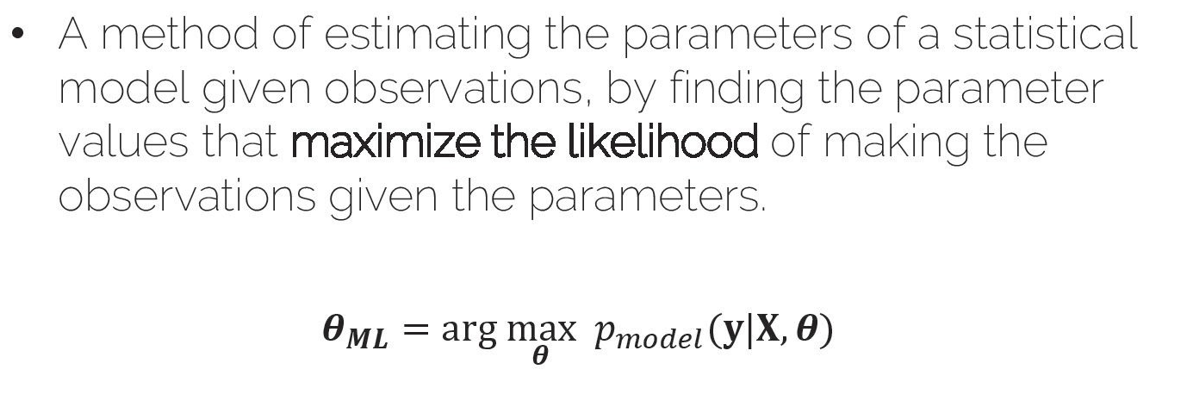 • A method of estimating the parameters of a statistical
model given observations, by finding the parameter
values that maximize the likelihood of making the
observations given the parameters.
θ_ML = arg max_θ p_model(y|X, θ)